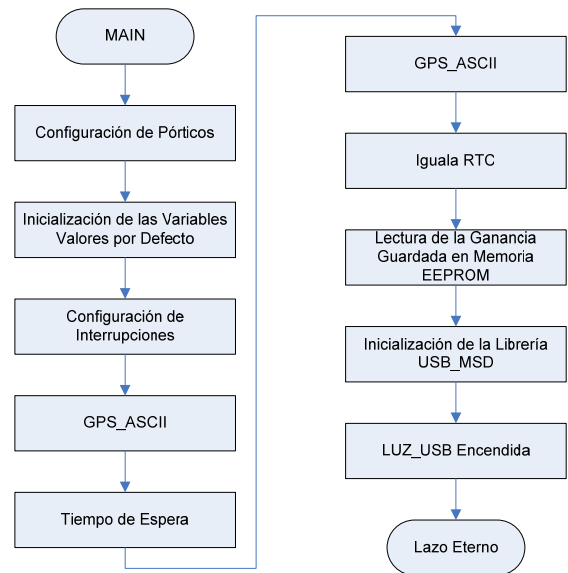 MAIN
Configuración de Pórticos
Inicialización de las Variables
Valores por Defecto
Configuración de
Interrupciones
GPS_ASCII
Tiempo de Espera
GPS_ASCII
Iguala RTC
Lectura de la Ganancia
Guardada en Memoria
EEPROM
Inicialización de la Librería
USB_MSD
LUZ_USB Encendida
Lazo Eterno